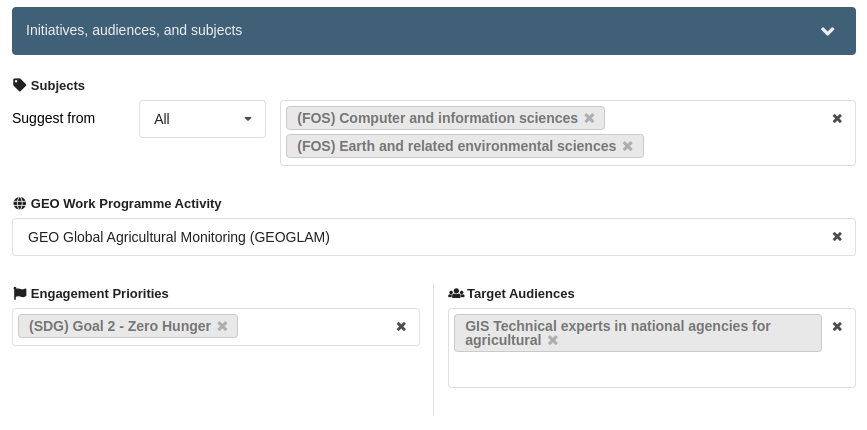 Initiatives, audiences, and subjects
Subjects
Suggest from
All
(FOS) Computer and information sciences
(FOS) Earth and related environmental sciences
GEO Work Programme Activity
GEO Global Agricultural Monitoring (GEOGLAM)
Engagement Priorities
(SDG) Goal 2 - Zero Hunger
Target Audiences
GIS Technical experts in national agencies for
agricultural